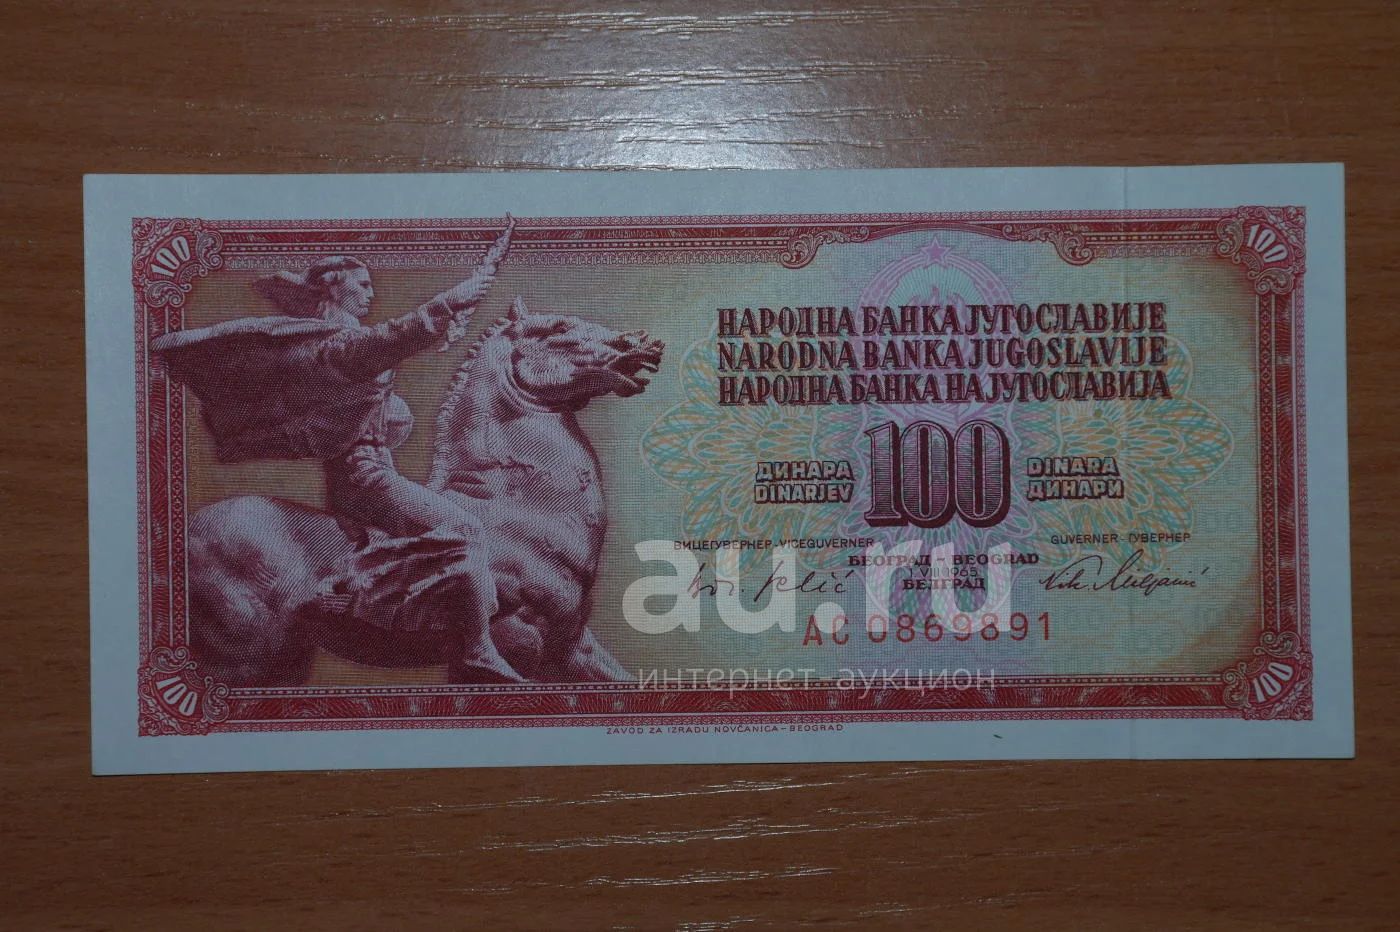 100
100
НАРОДНА БАНКА ЈУГОСЛАВИЈЕ
NARODNA BANKA JUGOSLAVIJE
НАРОДНА БАНКА НА ЈУГОСЛАВИЈА
ДИНАРА 100 DINARA
DINARJEV ДИНАРИ
ВИЦЕГУВЕРНЕР-VICEGUVERNER GUVERNER-ГУВЕРНЕР
БЕОГРАД - BEOGRAD
1.VIII 1965
БЕЛГРАД
au.ru
AC 0869891
интернет аукцион
100
100
ZAVOD ZA IZRADU NOVČANICA-BEOGRAD